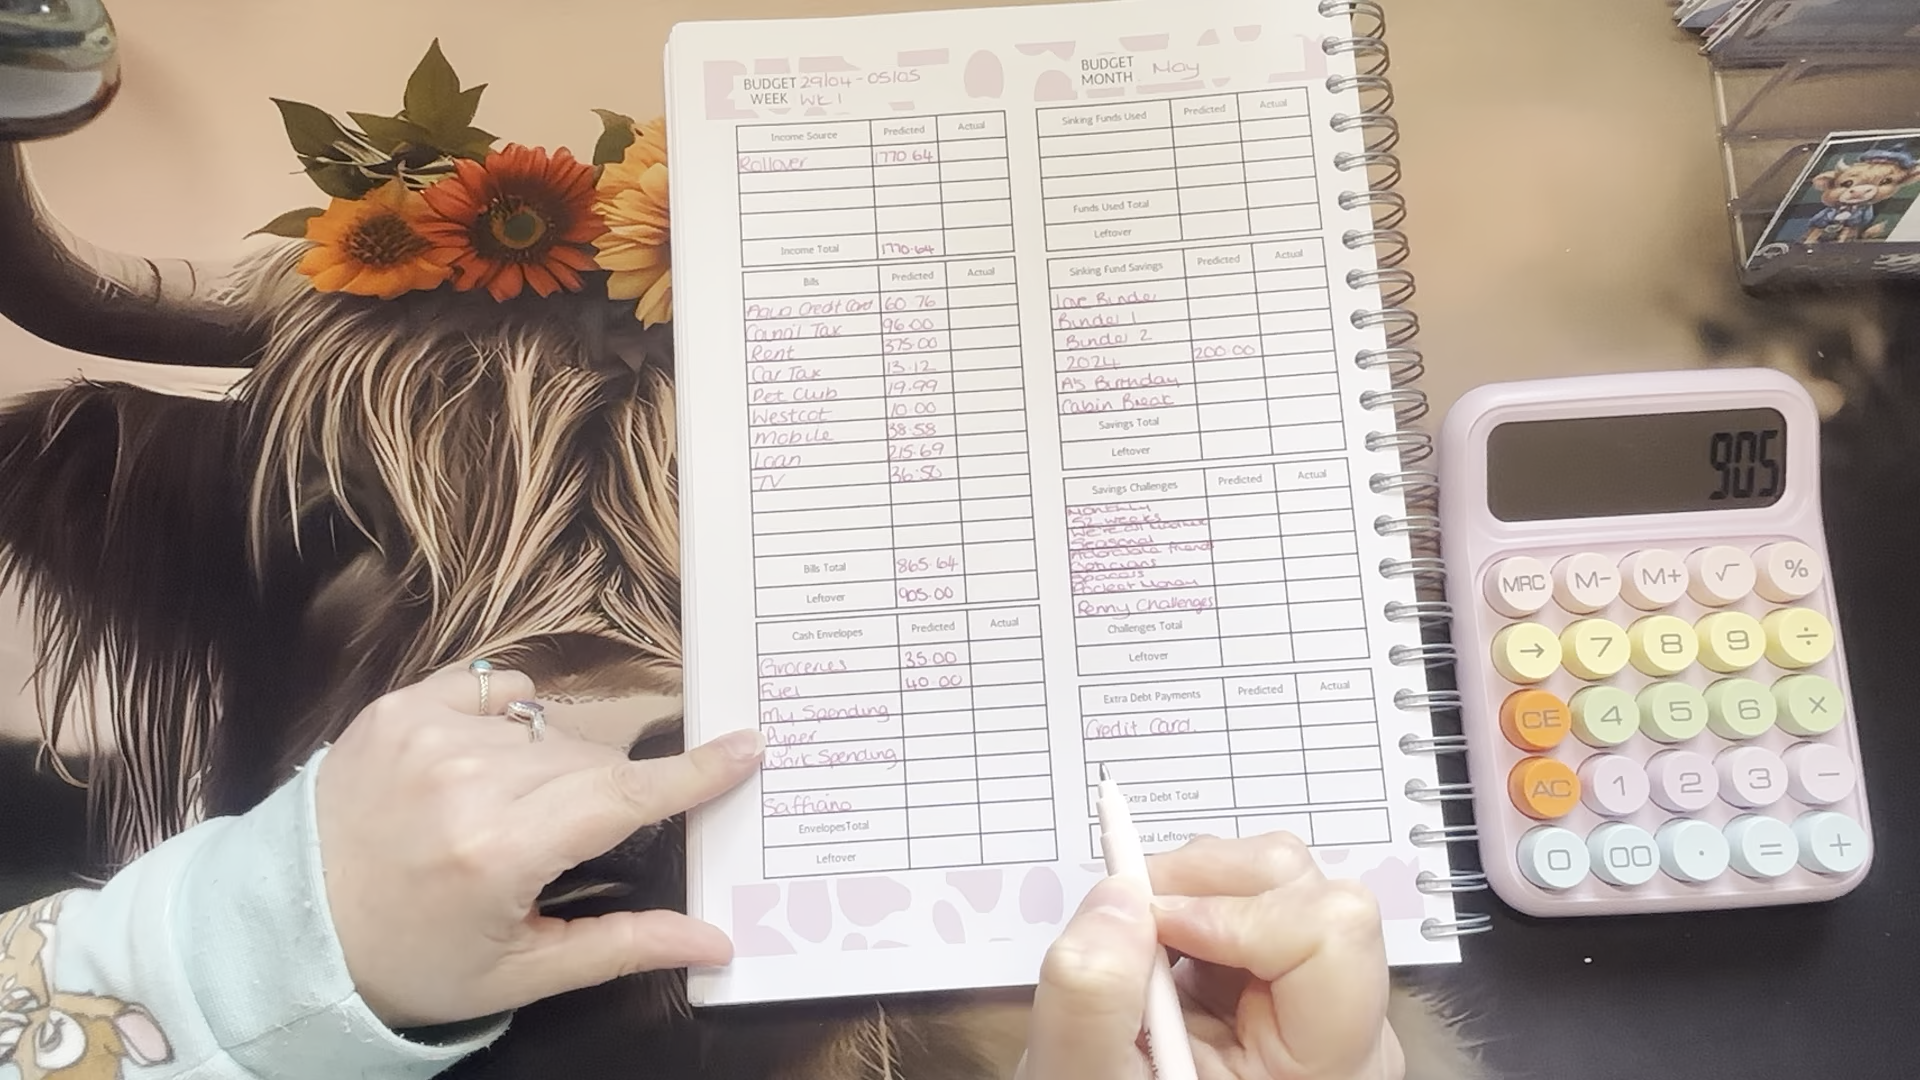 BUDGET WEEK 29/04 - 05/05
WK 1
Income Source Predicted Actual
Rollover 1770.64
Income Total 1770.64
Bills Predicted Actual
Aqua Credit Card 60.76
Council Tax 96.00
Rent 375.00
Car Tax 13.12
Pet Club 19.99
Westcot 10.00
Mobile 38.58
Loan 215.69
TV 36.50
Bills Total 865.64
Leftover 905.00
Cash Envelopes Predicted Actual
Groceries 35.00
Fuel 40.00
My Spending
Pyper
Work Spending
Saffiano
EnvelopesTotal
Leftover
BUDGET MONTH May
Sinking Funds Used Predicted Actual
Funds Used Total
Leftover
Sinking Fund Savings Predicted Actual
Binder 1
Binder 2
2024 200.00
A's Birthday
Cabin Break
Savings Total
Leftover
Savings Challenges Predicted Actual
Monthly
52 weeks
Seasonal
Penny Challenges
Challenges Total
Leftover
Extra Debt Payments Predicted Actual
Credit Card.
Extra Debt Total
Leftover
905
MRC M- M+ √ %
→ 7 8 9 ÷
CE 4 5 6 ×
AC 1 2 3 −
0 00 . = +